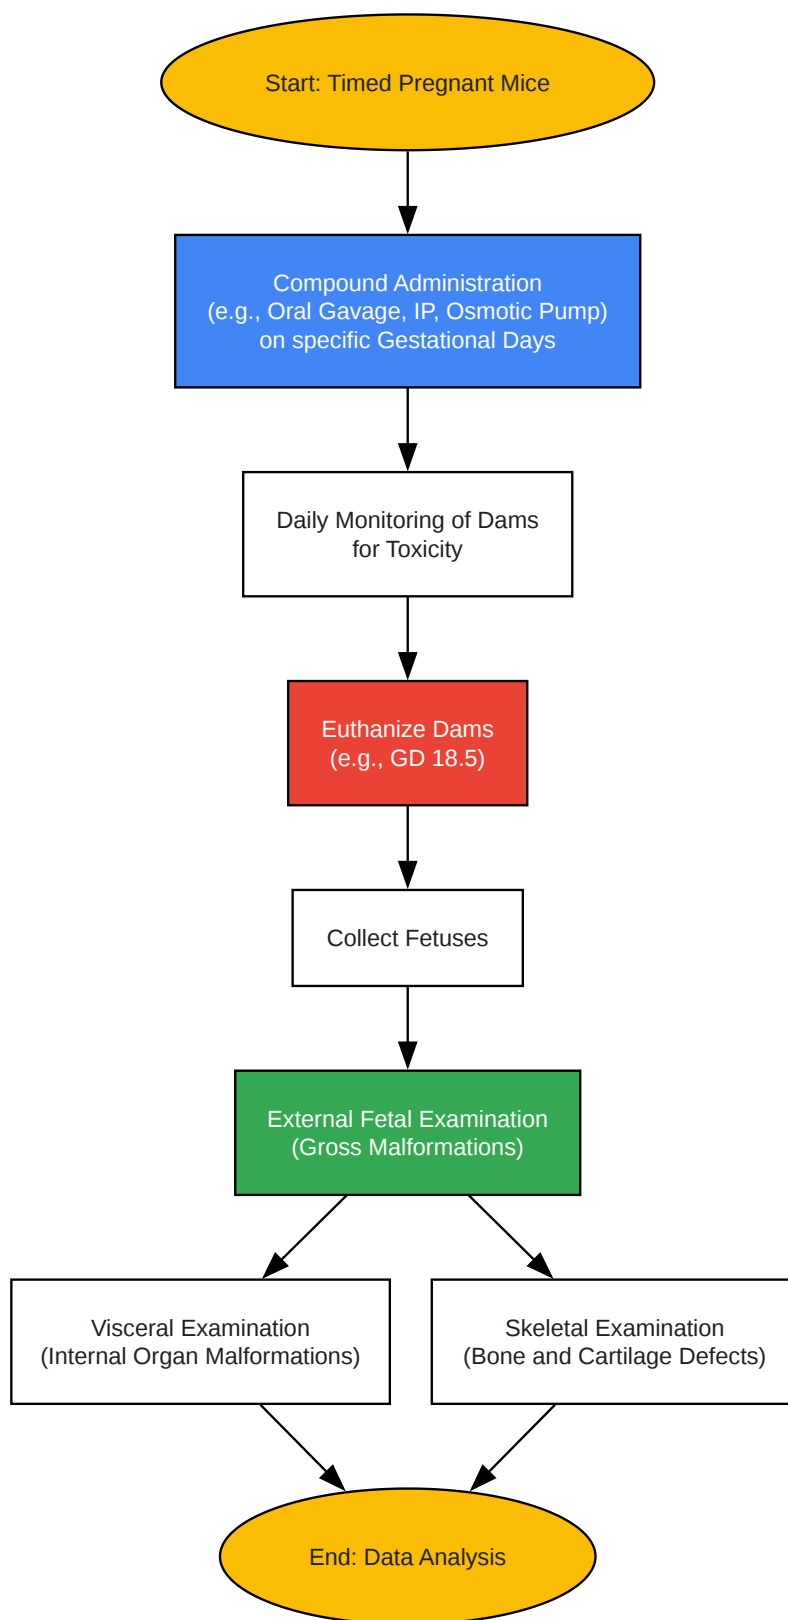 Start: Timed Pregnant Mice
Compound Administration
(e.g., Oral Gavage, IP, Osmotic Pump)
on specific Gestational Days
Daily Monitoring of Dams
for Toxicity
Euthanize Dams
(e.g., GD 18.5)
Collect Fetuses
External Fetal Examination
(Gross Malformations)
Visceral Examination
(Internal Organ Malformations)
Skeletal Examination
(Bone and Cartilage Defects)
End: Data Analysis